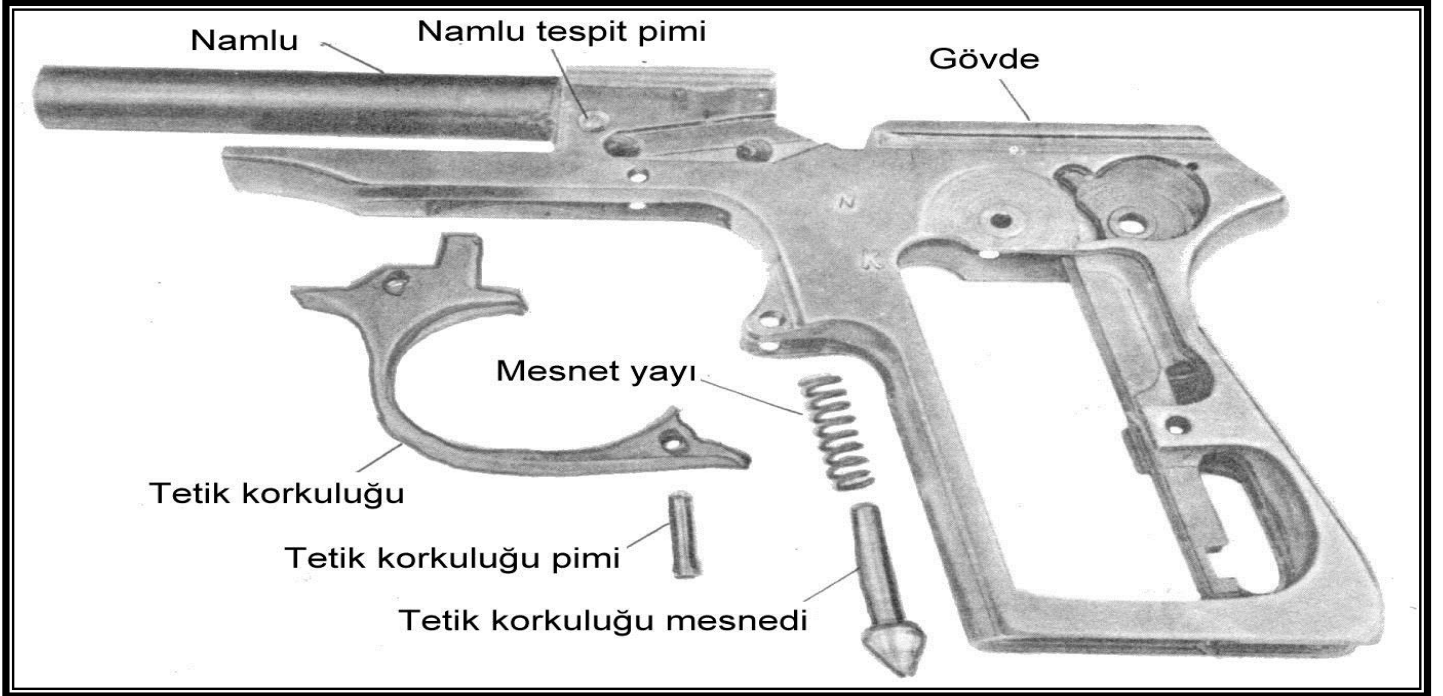 Namlu
Namlu tespit pimi
Gövde
N
K
Mesnet yayı
Tetik korkuluğu
Tetik korkuluğu pimi
Tetik korkuluğu mesnedi